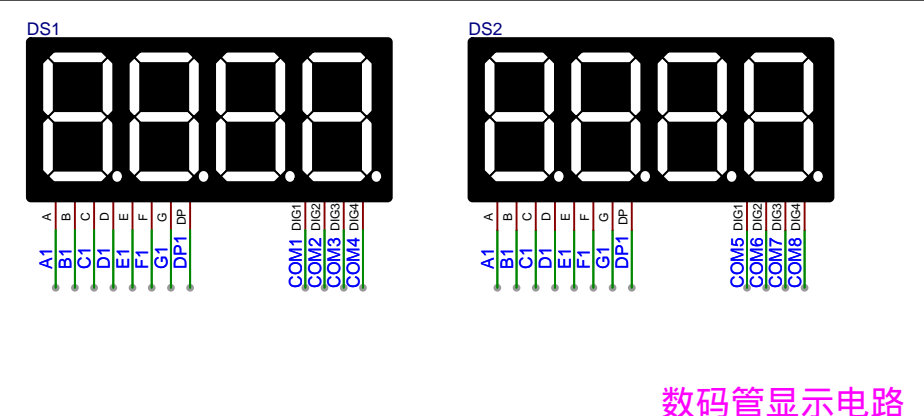 DS1 DS2
A B C D E F G DP DIG1 DIG2 DIG3 DIG4 A B C D E F G DP DIG1 DIG2 DIG3 DIG4
A1 B1 C1 D1 E1 F1 G1 DP1 COM1 COM2 COM3 COM4 A1 B1 C1 D1 E1 F1 G1 DP1 COM5 COM6 COM7 COM8
数码管显示电路